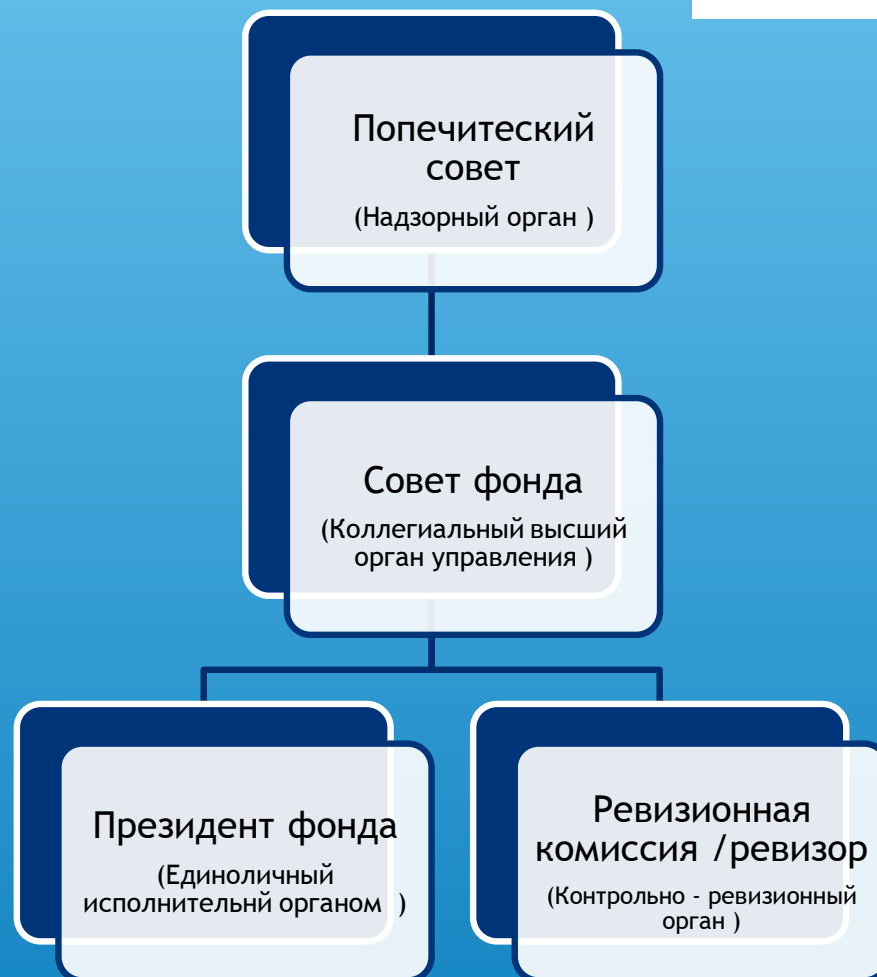 Попечитеский
совет
(Надзорный орган )
Совет фонда
(Коллегиальный высший
орган управления )
Президент фонда
(Единоличный
исполнительнй органом )
Ревизионная
комиссия /ревизор
(Контрольно - ревизионный
орган )